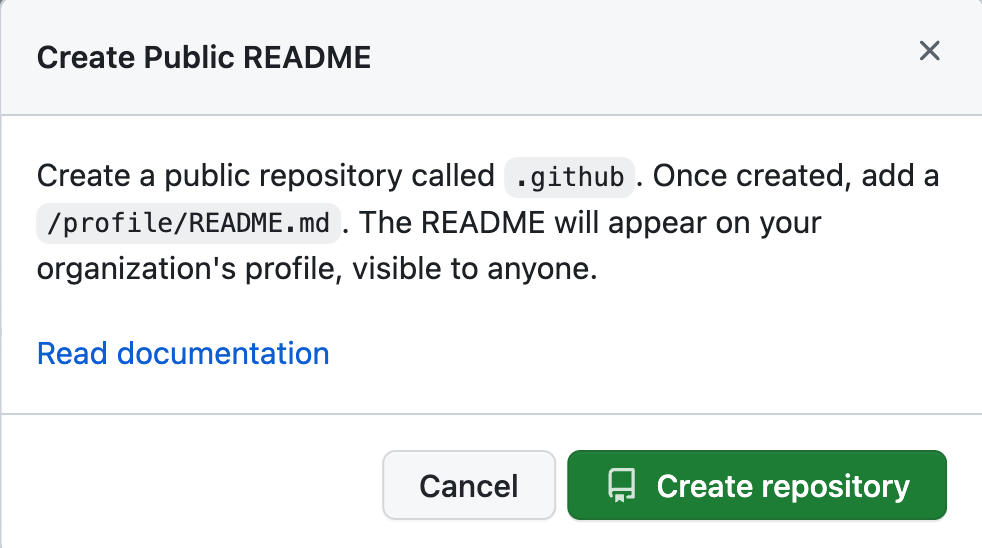 Create Public README
Create a public repository called .github. Once created, add a
/profile/README.md. The README will appear on your
organization's profile, visible to anyone.
Read documentation
Cancel
Create repository